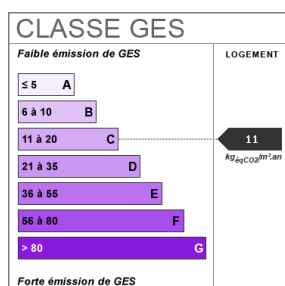 CLASSE GES
Faible émission de GES
LOGEMENT
≤ 5 A
6 à 10 B
11 à 20 C
11
kgéqCO2/m².an
21 à 35 D
36 à 55 E
56 à 80 F
> 80 G
Forte émission de GES